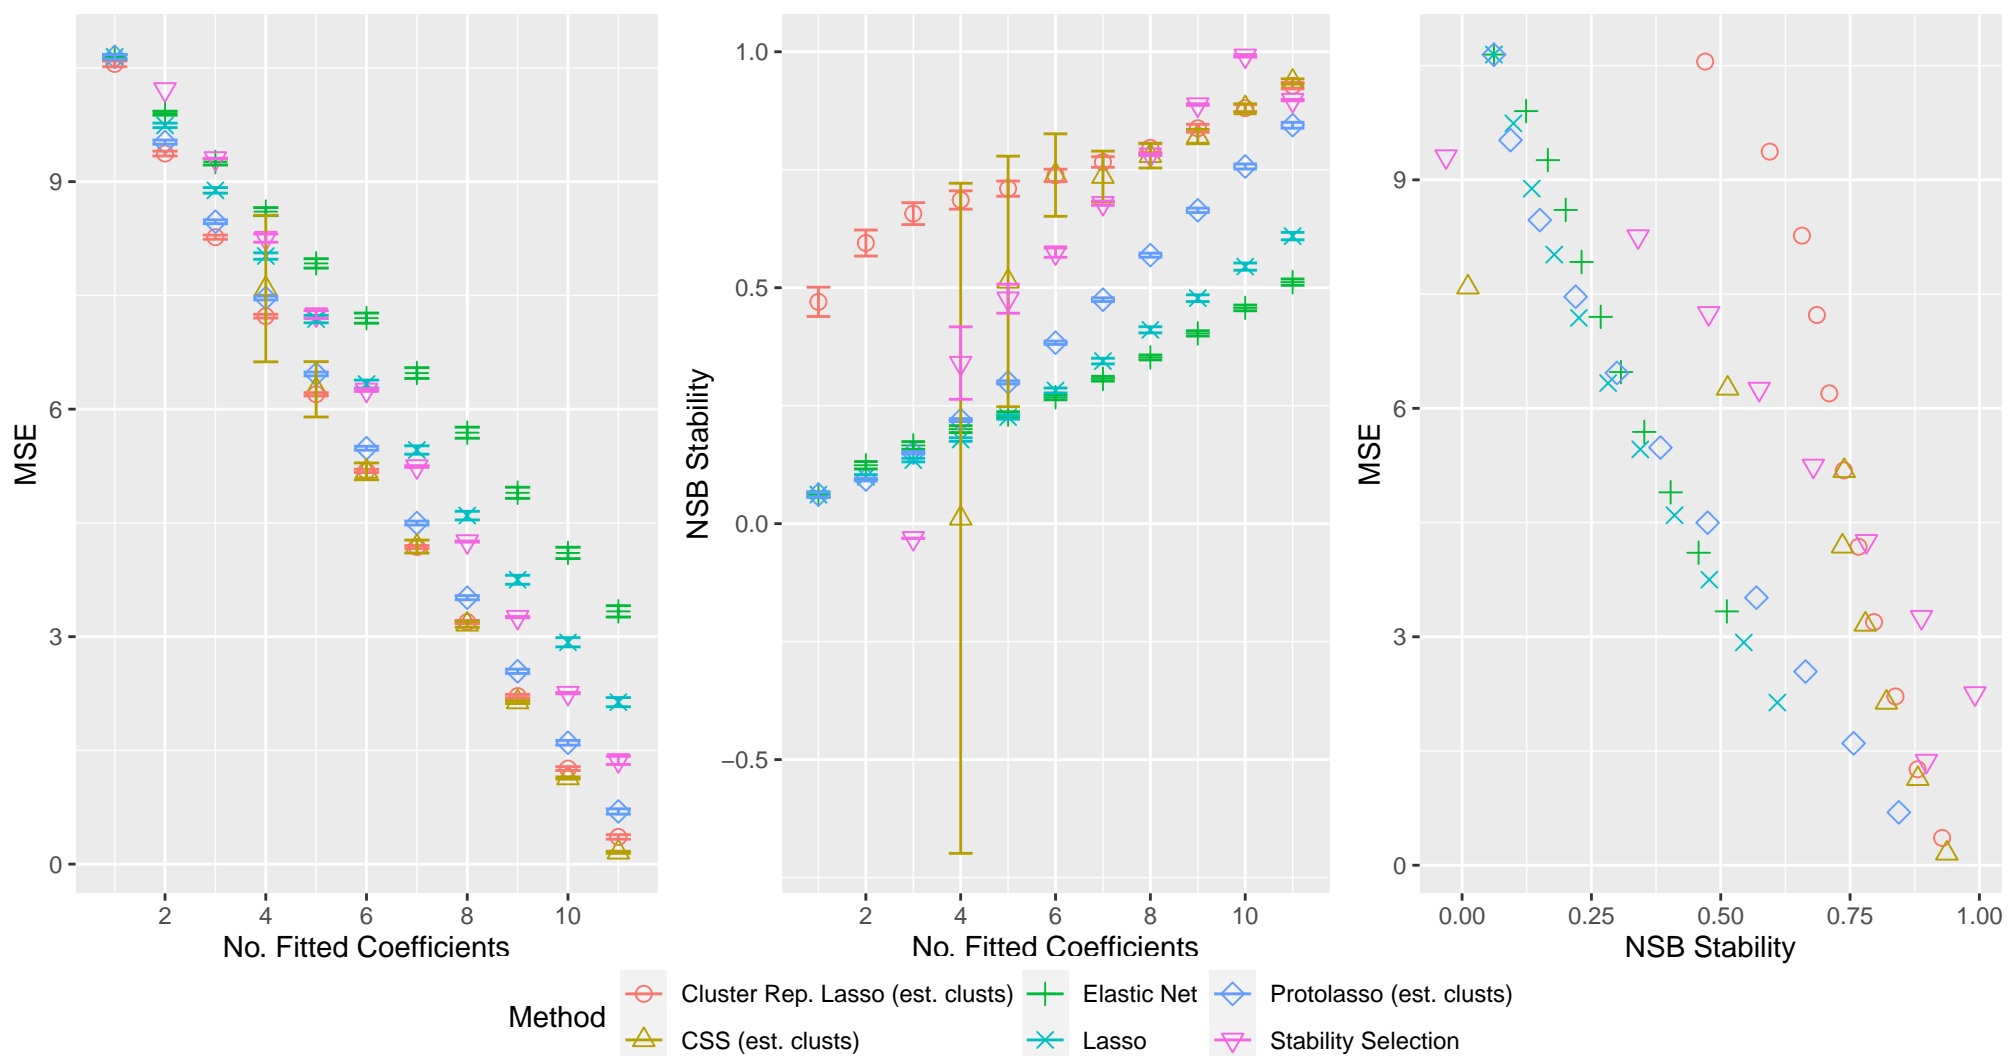 MSE
9
6
3
0
2 4 6 8 10
No. Fitted Coefficients
NSB Stability
1.0
0.5
0.0
−0.5
2 4 6 8 10
No. Fitted Coefficients
MSE
9
6
3
0
0.00 0.25 0.50 0.75 1.00
NSB Stability
Method
Cluster Rep. Lasso (est. clusts) Elastic Net Protolasso (est. clusts)
CSS (est. clusts) Lasso Stability Selection